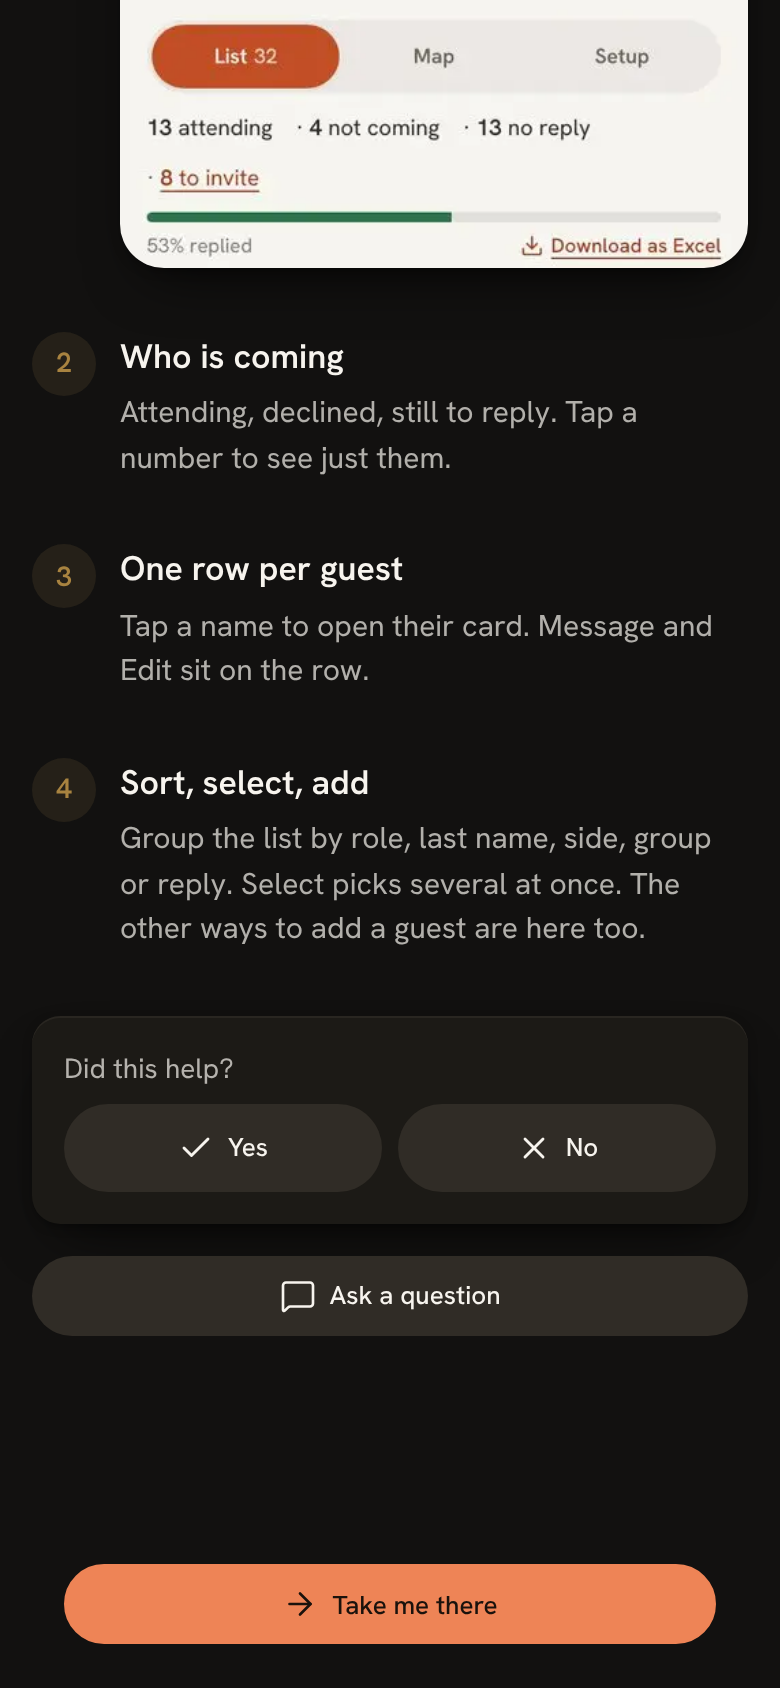 List 32
Map
Setup
13 attending · 4 not coming · 13 no reply
· 8 to invite
53% replied
Download as Excel
2
Who is coming
Attending, declined, still to reply. Tap a
number to see just them.
3
One row per guest
Tap a name to open their card. Message and
Edit sit on the row.
4
Sort, select, add
Group the list by role, last name, side, group
or reply. Select picks several at once. The
other ways to add a guest are here too.
Did this help?
Yes
No
Ask a question
Take me there